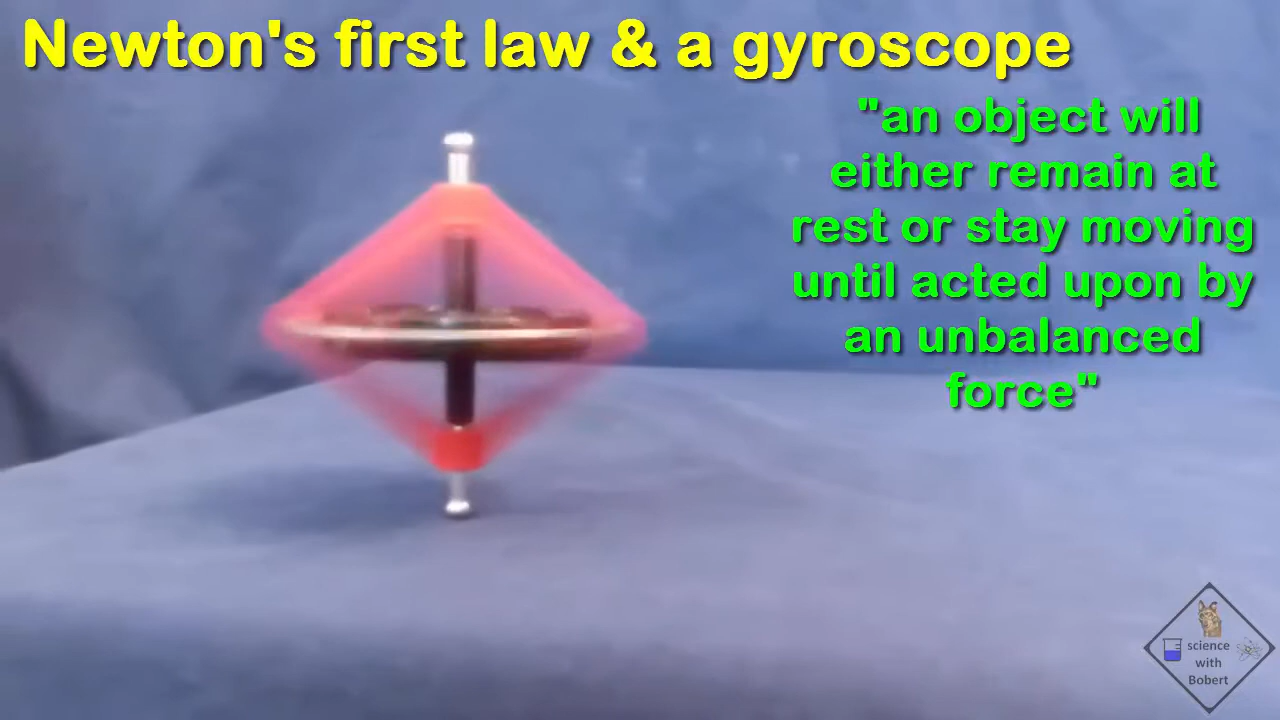 Newton's first law & a gyroscope
"an object will
either remain at
rest or stay moving
until acted upon by
an unbalanced
force"
science
with
Bobert